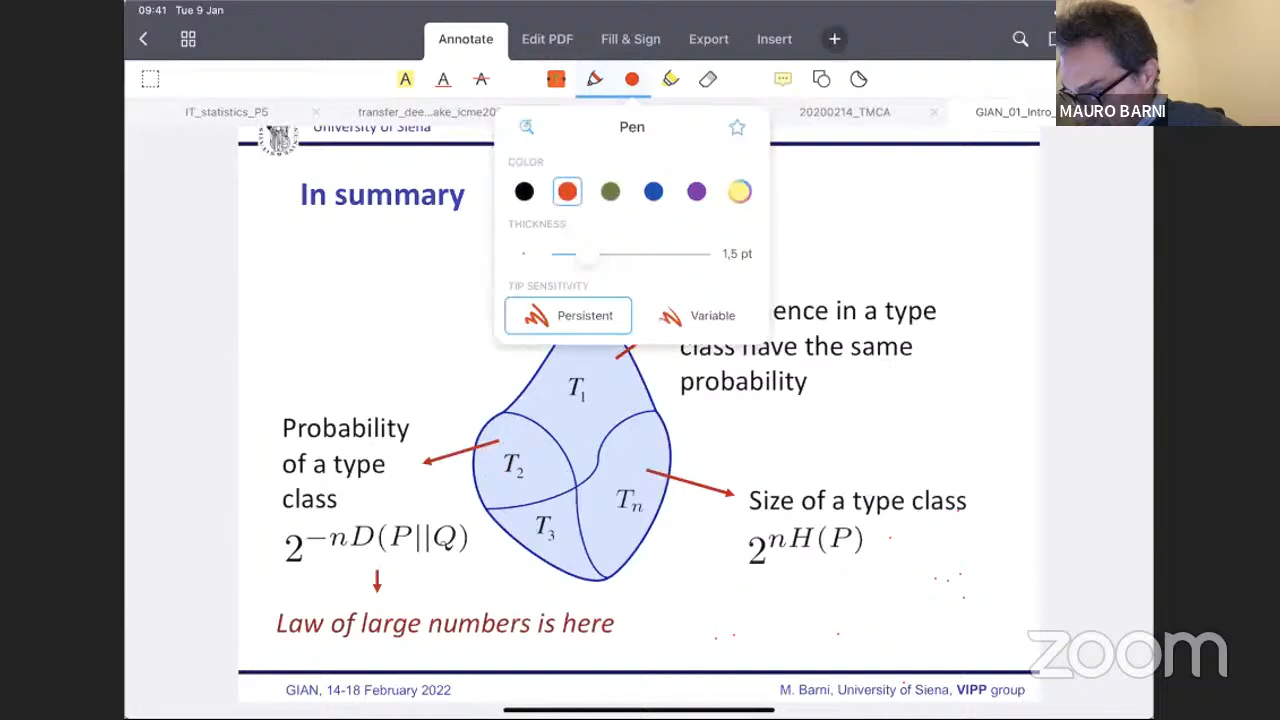 09:41 Tue 9 Jan
Annotate
Edit PDF
Fill & Sign
Export
Insert
MAURO BARNI
IT_statistics_P5
transfer_dee...ake_icme20
20200214_TMCA
GIAN_01_Intro
University of Siena
Pen
COLOR
THICKNESS
1,5 pt
TIP SENSITIVITY
Persistent
Variable
In summary
ence in a type
class have the same
probability
T1
T2
T3
Tn
Probability
of a type
class
2^{-nD(P||Q)}
Size of a type class
2^{nH(P)}
Law of large numbers is here
GIAN, 14-18 February 2022
M. Barni, University of Siena, VIPP group
zoom